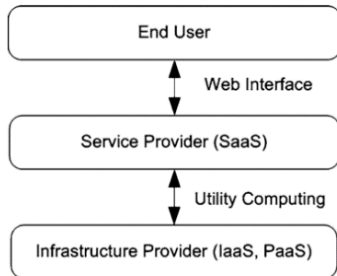 End User
Web Interface
Service Provider (SaaS)
Utility Computing
Infrastructure Provider (IaaS, PaaS)